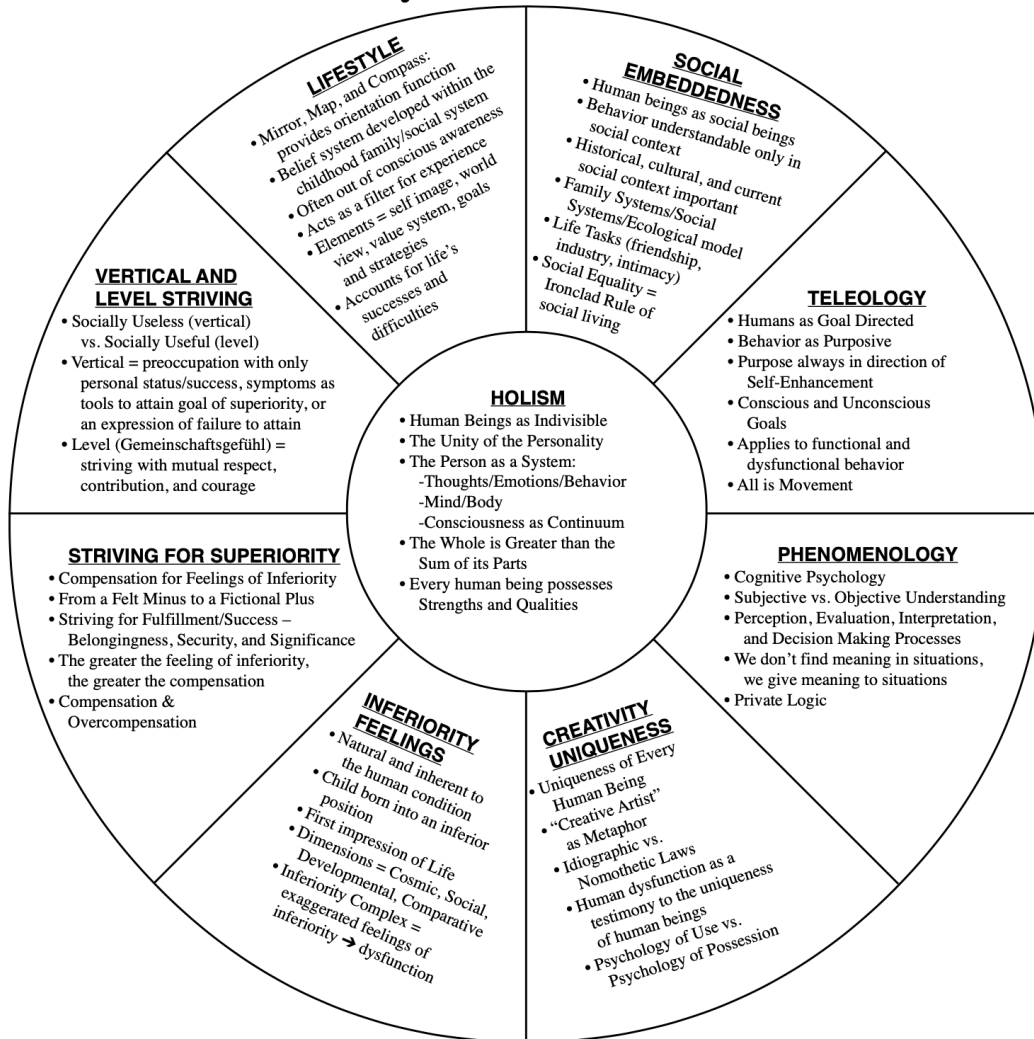 LIFESTYLE
• Mirror, Map, and Compass:
provides orientation function
• Belief system developed within the
childhood family/social system
• Often out of conscious awareness
• Acts as a filter for experience
• Elements = self image, world
view, value system, goals
and strategies
• Accounts for life's
successes and
difficulties
SOCIAL
EMBEDDEDNESS
• Human beings as social beings
• Behavior understandable only in
social context
• Historical, cultural, and current
social context important
• Family Systems/Social
Systems/Ecological model
• Life Tasks (friendship,
industry, intimacy)
• Social Equality =
Ironclad Rule of
social living
VERTICAL AND
LEVEL STRIVING
• Socially Useless (vertical)
vs. Socially Useful (level)
• Vertical = preoccupation with only
personal status/success, symptoms as
tools to attain goal of superiority, or
an expression of failure to attain
• Level (Gemeinschaftsgefühl) =
striving with mutual respect,
contribution, and courage
HOLISM
• Human Beings as Indivisible
• The Unity of the Personality
• The Person as a System:
-Thoughts/Emotions/Behavior
-Mind/Body
-Consciousness as Continuum
• The Whole is Greater than the
Sum of its Parts
• Every human being possesses
Strengths and Qualities
TELEOLOGY
• Humans as Goal Directed
• Behavior as Purposive
• Purpose always in direction of
Self-Enhancement
• Conscious and Unconscious
Goals
• Applies to functional and
dysfunctional behavior
• All is Movement
STRIVING FOR SUPERIORITY
• Compensation for Feelings of Inferiority
• From a Felt Minus to a Fictional Plus
• Striving for Fulfillment/Success –
Belongingness, Security, and Significance
• The greater the feeling of inferiority,
the greater the compensation
• Compensation &
Overcompensation
PHENOMENOLOGY
• Cognitive Psychology
• Subjective vs. Objective Understanding
• Perception, Evaluation, Interpretation,
and Decision Making Processes
• We don't find meaning in situations,
we give meaning to situations
• Private Logic
INFERIORITY
FEELINGS
• Natural and inherent to
the human condition
• Child born into an inferior
position
• First impression of Life
• Dimensions = Cosmic, Social,
Developmental, Comparative
• Inferiority Complex =
exaggerated feelings of
inferiority ➔ dysfunction
CREATIVITY
UNIQUENESS
• Uniqueness of Every
Human Being
• “Creative Artist”
as Metaphor
• Idiographic vs.
Nomothetic Laws
• Human dysfunction as a
testimony to the uniqueness
of human beings
• Psychology of Use vs.
Psychology of Possession